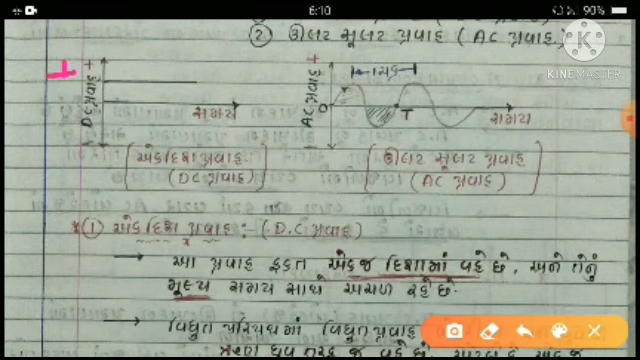 6:10
90%
② ઊલટ સૂલટ પ્રવાહ (AC પ્રવાહ)
KINEMASTER
+
DC પ્રવાહ
સમય
+
AC પ્રવાહ
O
T
સમય
[એકદિશ પ્રવાહ (DC પ્રવાહ)]
[ઊલટ સૂલટ પ્રવાહ (AC પ્રવાહ)]
* ① એકદિશ પ્રવાહ :- (D.C પ્રવાહ)
→ આ પ્રવાહ ફક્ત એકજ દિશામાં વહે છે. અને તેનું
મૂલ્ય સમય સાથે અચળ રહે છે.
→ વિદ્યુત પરિપથમાં વિદ્યુત પ્રવાહ